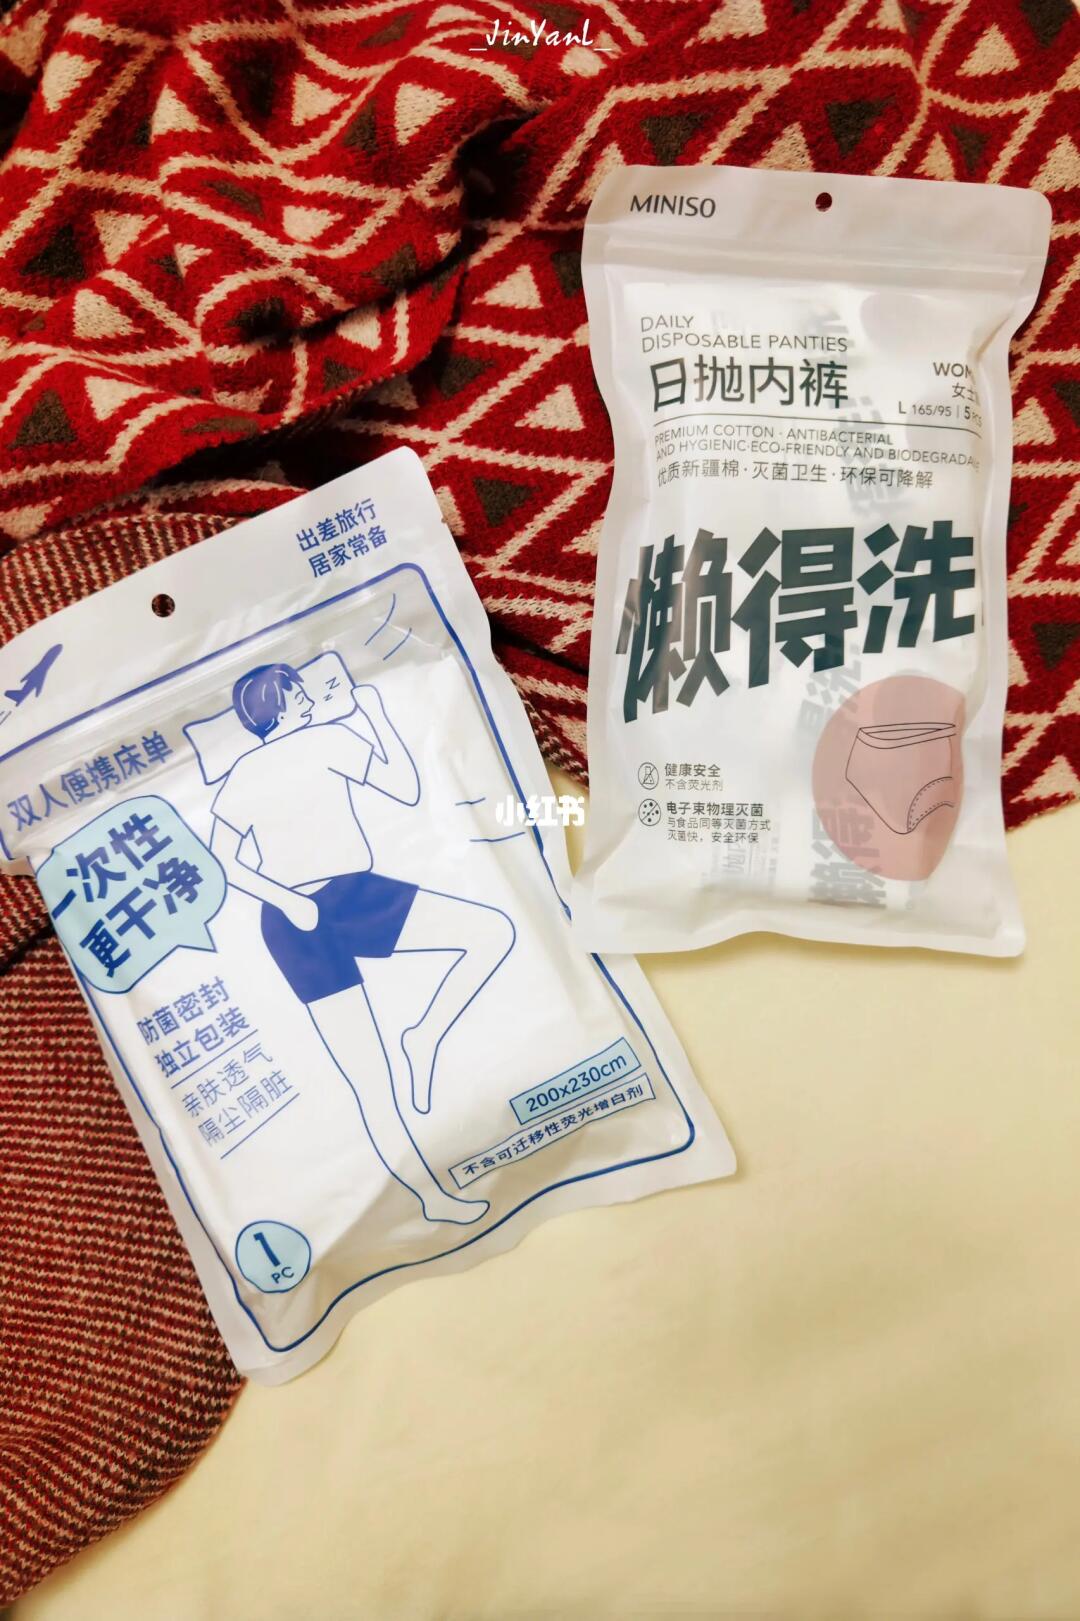 _JinYanl_
MINISO
DAILY
DISPOSABLE PANTIES
日抛内裤
女士
L 165/95 | 5 PCS
PREMIUM COTTON · ANTIBACTERIAL
AND HYGIENIC·ECO-FRIENDLY AND
优质新疆棉·灭菌卫生·环保可降解
懒得洗
健康安全
不含荧光剂
电子束物理灭菌
与食品同等灭菌方式
灭菌快，安全环保
出差旅行
居家常备
双人便携床单
一次性
更干净
防菌密封
独立包装
亲肤透气
隔尘隔脏
z
z
z
200x230cm
不含可迁移性荧光增白剂
1
PC
小红书